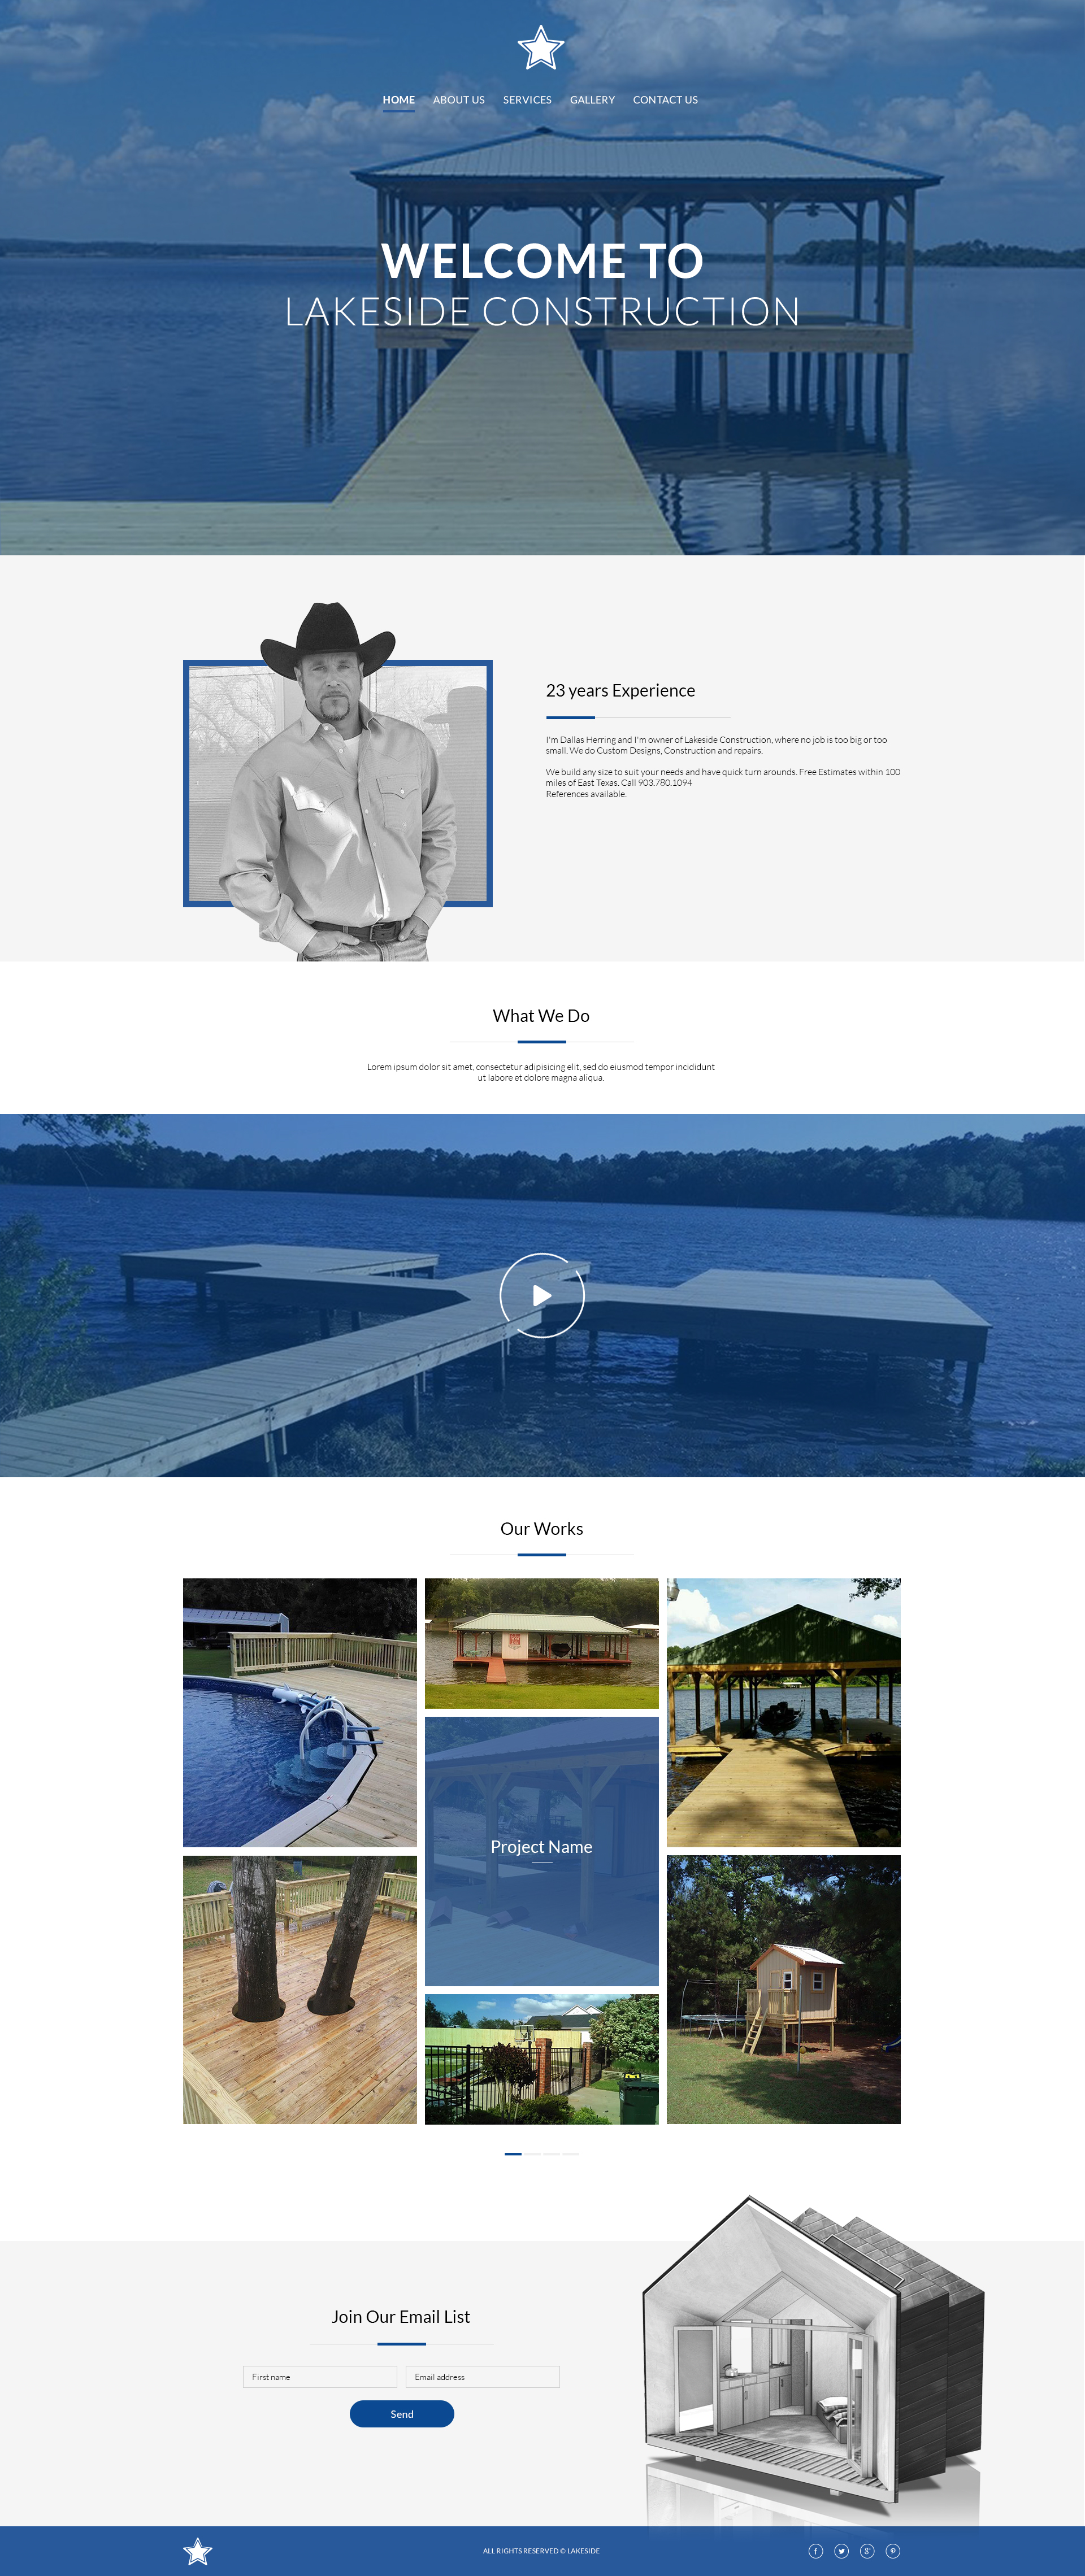 HOME ABOUT US SERVICES GALLERY CONTACT US
WELCOME TO
LAKESIDE CONSTRUCTION
23 years Experience
I'm Dallas Herring and I'm owner of Lakeside Construction, where no job is too big or too
small. We do Custom Designs, Construction and repairs.
We build any size to suit your needs and have quick turn arounds. Free Estimates within 100
miles of East Texas. Call 903.780.1094
References available.
What We Do
Lorem ipsum dolor sit amet, consectetur adipisicing elit, sed do eiusmod tempor incididunt
ut labore et dolore magna aliqua.
Our Works
Project Name
Join Our Email List
First name Email address
Send
ALL RIGHTS RESERVED © LAKESIDE